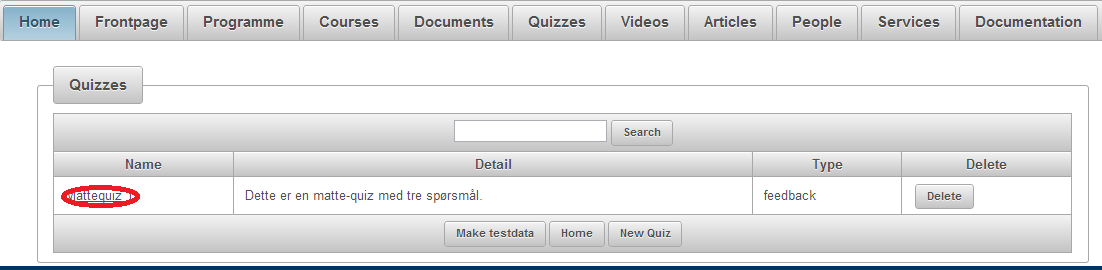 Home Frontpage Programme Courses Documents Quizzes Videos Articles People Services Documentation
Quizzes
Search
Name Detail Type Delete
Mattequiz Dette er en matte-quiz med tre spørsmål. feedback Delete
Make testdata Home New Quiz